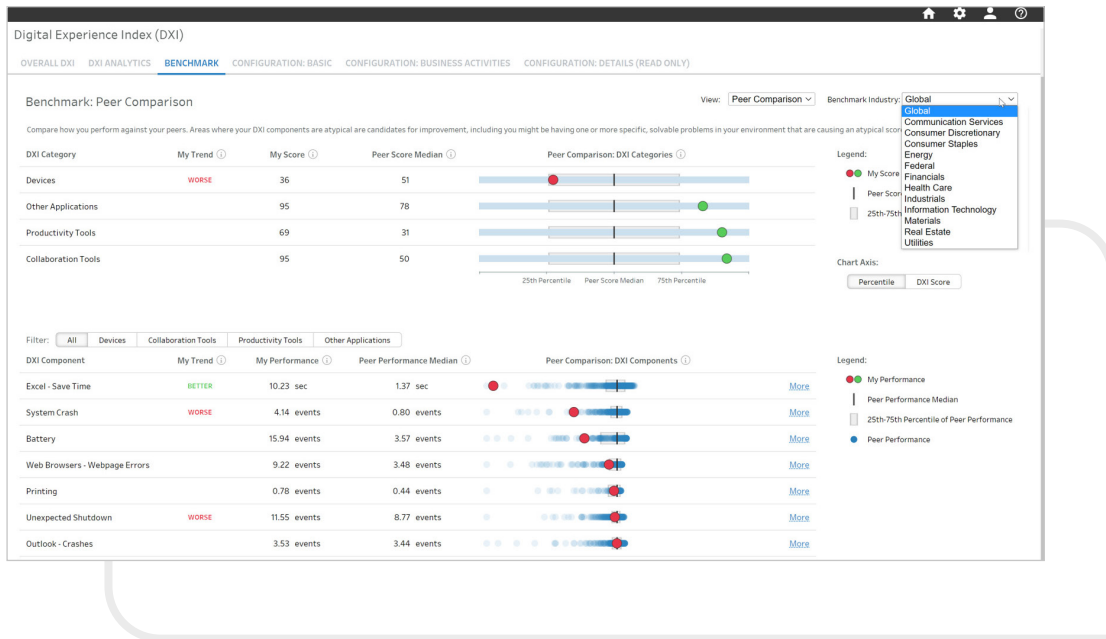 Digital Experience Index (DXI)
OVERALL DXI DXI ANALYTICS BENCHMARK CONFIGURATION: BASIC CONFIGURATION: BUSINESS ACTIVITIES CONFIGURATION: DETAILS (READ ONLY)
Benchmark: Peer Comparison
View: Peer Comparison Benchmark Industry: Global
Global
Communication Services
Consumer Discretionary
Consumer Staples
Energy
Federal
Financials
Health Care
Industrials
Information Technology
Materials
Real Estate
Utilities
Compare how you perform against your peers. Areas where your DXI components are atypical are candidates for improvement, including you might be having one or more specific, solvable problems in your environment that are causing an atypical scor
DXI Category My Trend My Score Peer Score Median Peer Comparison: DXI Categories Legend:
Devices WORSE 36 51
My Score
Other Applications 95 78
Peer Scor
25th-75th
Productivity Tools 69 31
Collaboration Tools 95 50
25th Percentile Peer Score Median 75th Percentile
Chart Axis:
Percentile DXI Score
Filter: All Devices Collaboration Tools Productivity Tools Other Applications
DXI Component My Trend My Performance Peer Performance Median Peer Comparison: DXI Components Legend:
Excel - Save Time BETTER 10.23 sec 1.37 sec More
My Performance
Peer Performance Median
System Crash WORSE 4.14 events 0.80 events More
25th-75th Percentile of Peer Performance
Battery 15.94 events 3.57 events More
Peer Performance
Web Browsers - Webpage Errors 9.22 events 3.48 events More
Printing 0.78 events 0.44 events More
Unexpected Shutdown WORSE 11.55 events 8.77 events More
Outlook - Crashes 3.53 events 3.44 events More